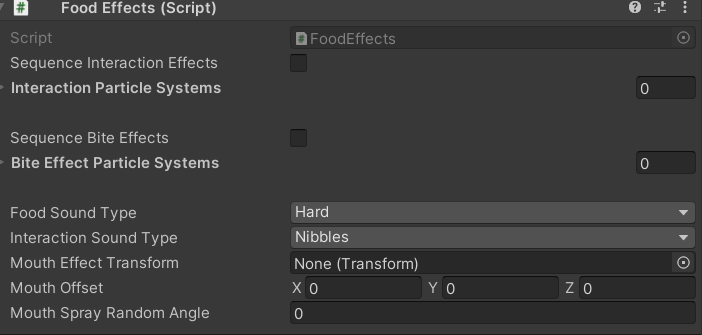 # Food Effects (Script)
Script # FoodEffects
Sequence Interaction Effects
Interaction Particle Systems 0
Sequence Bite Effects
Bite Effect Particle Systems 0
Food Sound Type Hard
Interaction Sound Type Nibbles
Mouth Effect Transform None (Transform)
Mouth Offset X 0 Y 0 Z 0
Mouth Spray Random Angle 0